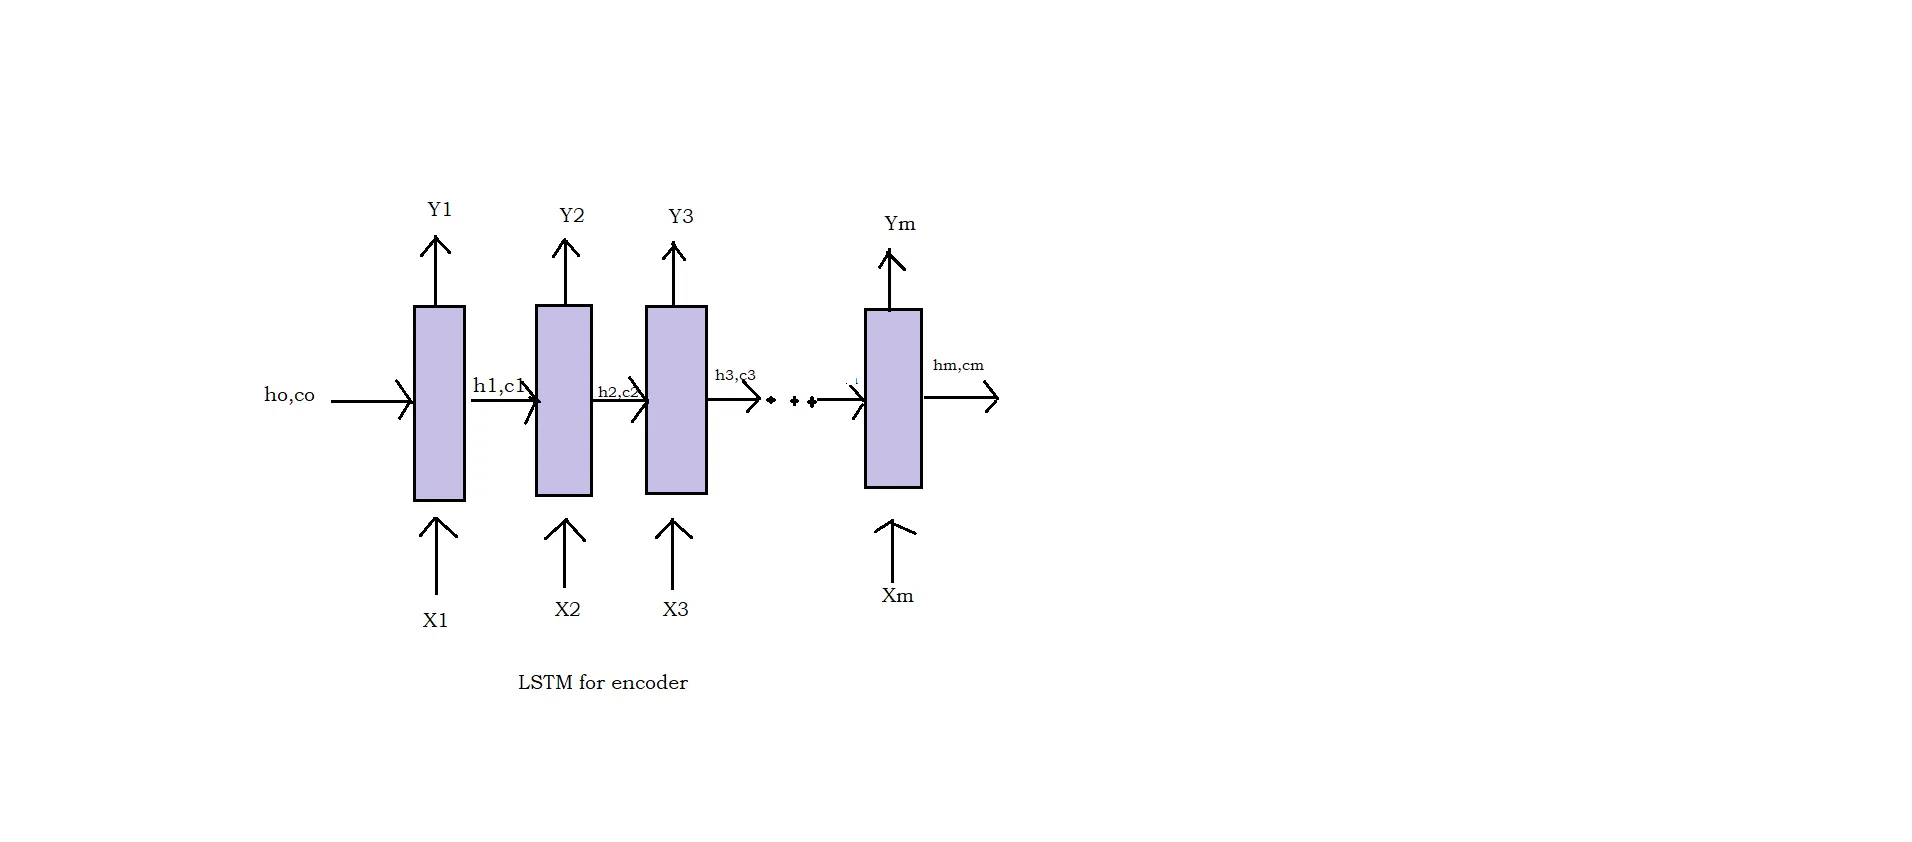 Y1
Y2
Y3
Ym
ho,co
h1,c1
h2,c2
h3,c3
hm,cm
X1
X2
X3
Xm
LSTM for encoder